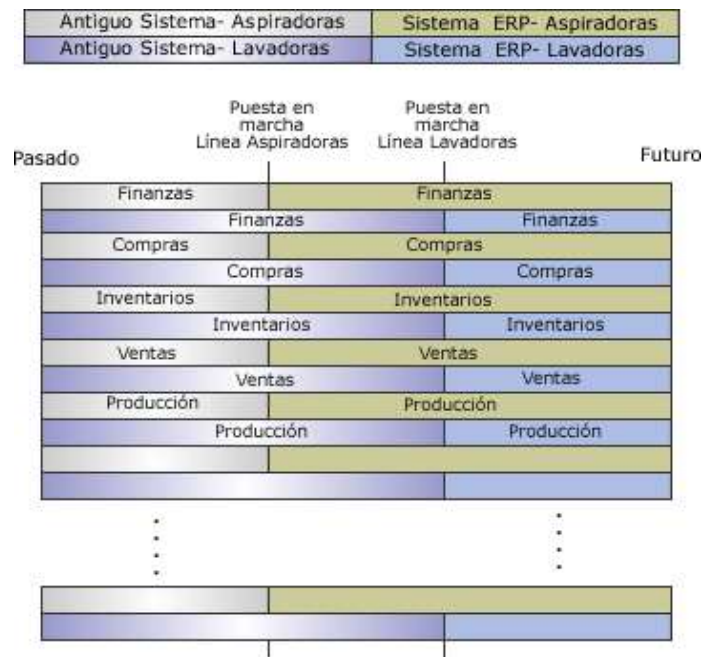 Antiguo Sistema- Aspiradoras
Sistema ERP- Aspiradoras
Antiguo Sistema- Lavadoras
Sistema ERP- Lavadoras
Puesta en
marcha
Línea Aspiradoras
Puesta en
marcha
Línea Lavadoras
Pasado
Futuro
Finanzas
Finanzas
Finanzas
Finanzas
Compras
Compras
Compras
Compras
Inventarios
Inventarios
Inventarios
Inventarios
Ventas
Ventas
Ventas
Ventas
Producción
Producción
Producción
Producción